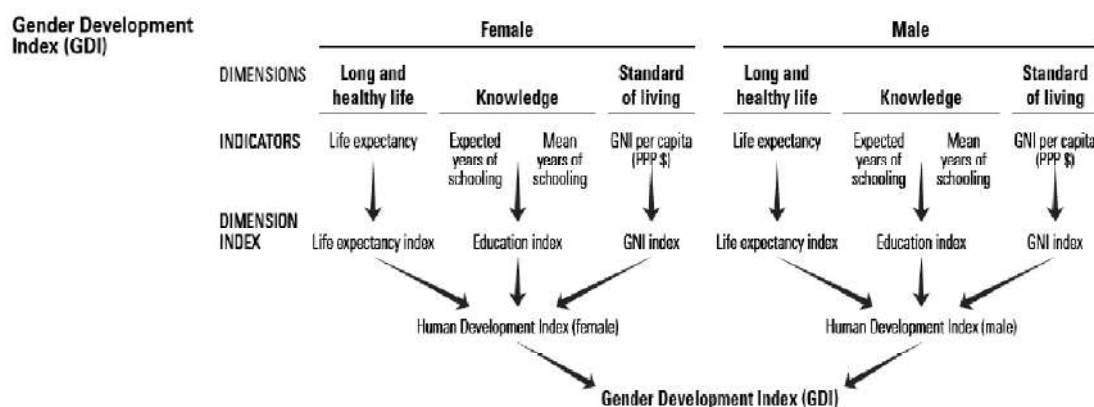 Gender Development
Index (GDI)
Female Male
DIMENSIONS
Long and
healthy life
Knowledge
Standard
of living
Long and
healthy life
Knowledge
Standard
of living
INDICATORS
Life expectancy
Expected
years of
schooling
Mean
years of
schooling
GNI per capita
(PPP $)
Life expectancy
Expected
years of
schooling
Mean
years of
schooling
GNI per capita
(PPP $)
DIMENSION
INDEX
Life expectancy index
Education index
GNI index
Life expectancy index
Education index
GNI index
Human Development Index (female)
Human Development Index (male)
Gender Development Index (GDI)